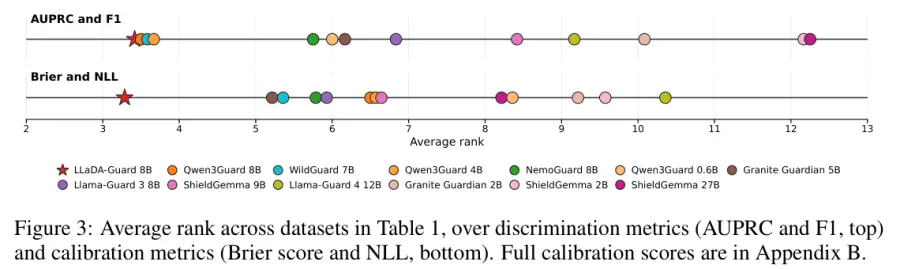 AUPRC and F1
Brier and NLL
2 3 4 5 6 7 8 9 10 11 12 13
Average rank
LLaDA-Guard 8B Qwen3Guard 8B WildGuard 7B Qwen3Guard 4B NemoGuard 8B Qwen3Guard 0.6B Granite Guardian 5B
Llama-Guard 3 8B ShieldGemma 9B Llama-Guard 4 12B Granite Guardian 2B ShieldGemma 2B ShieldGemma 27B
Figure 3: Average rank across datasets in Table 1, over discrimination metrics (AUPRC and F1, top)
and calibration metrics (Brier score and NLL, bottom). Full calibration scores are in Appendix B.